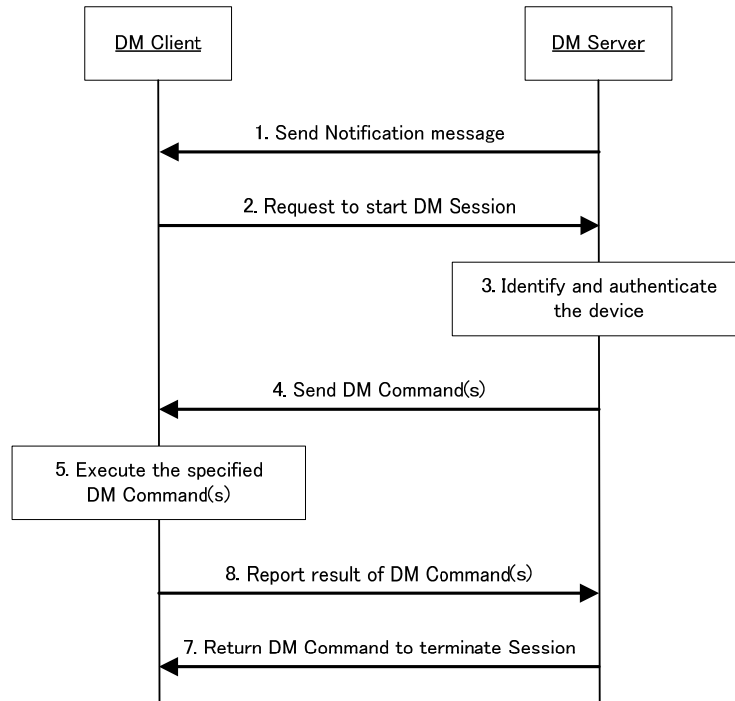 DM Client
DM Server
1. Send Notification message
2. Request to start DM Session
3. Identify and authenticate
the device
4. Send DM Command(s)
5. Execute the specified
DM Command(s)
8. Report result of DM Command(s)
7. Return DM Command to terminate Session